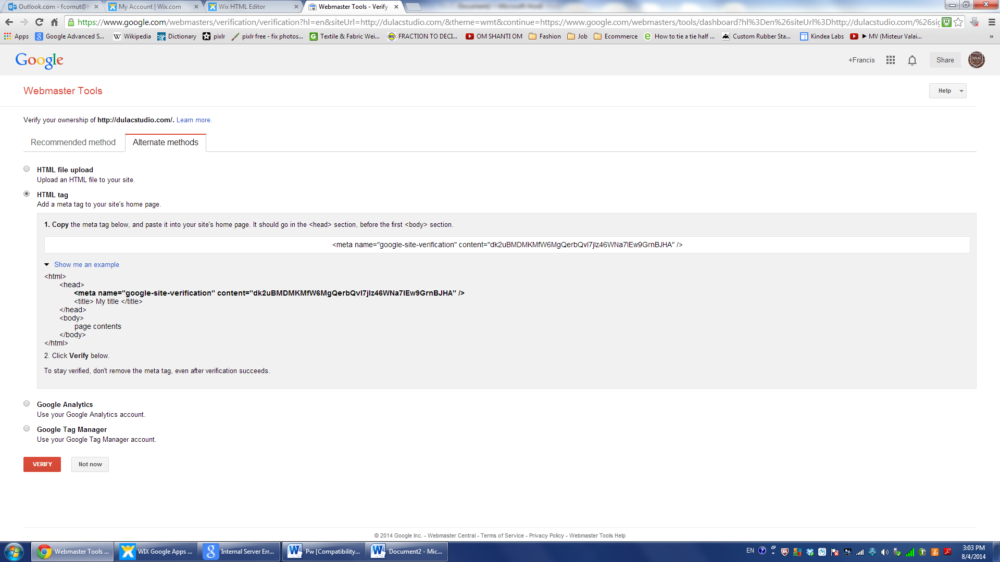 Outlook.com - fcornut@h
My Account | Wix.com
Wix HTML Editor
Webmaster Tools - Verify
https://www.google.com/webmasters/verification/verification?hl=en&siteUrl=http://dulacstudio.com/&theme=wmt&continue=https://www.google.com/webmasters/tools/dashboard?hl%3Den%26siteUrl%3Dhttp://dulacstudio.com/%26sig
Apps
Google Advanced S...
Wikipedia
Dictionary
pixlr
pixlr free - fix photos...
Textile & Fabric Wei...
FRACTION TO DECI...
OM SHANTI OM
Fashion
Job
Ecommerce
How to tie a tie half ...
Custom Rubber Sta...
Kindea Labs
► MV (Misteur Valai...
»
Google
+Francis
Share
DULAC
Webmaster Tools
Help
Verify your ownership of http://dulacstudio.com/. Learn more.
Recommended method
Alternate methods
HTML file upload
Upload an HTML file to your site.
HTML tag
Add a meta tag to your site's home page.
1. Copy the meta tag below, and paste it into your site's home page. It should go in the <head> section, before the first <body> section.
<meta name="google-site-verification" content="dk2uBMDMKMfW6MgQerbQvI7jIz46WNa7IEw9GrnBJHA" />
Show me an example
<html>
<head>
<meta name="google-site-verification" content="dk2uBMDMKMfW6MgQerbQvI7jIz46WNa7IEw9GrnBJHA" />
<title> My title </title>
</head>
<body>
page contents
</body>
</html>
2. Click Verify below.
To stay verified, don't remove the meta tag, even after verification succeeds.
Google Analytics
Use your Google Analytics account.
Google Tag Manager
Use your Google Tag Manager account.
VERIFY
Not now
© 2014 Google Inc. - Webmaster Central - Terms of Service - Privacy Policy - Webmaster Tools Help
Webmaster Tools ...
WIX Google Apps ...
Internal Server Err...
Pw [Compatibility...
Document2 - Mic...
EN
3:03 PM
8/4/2014